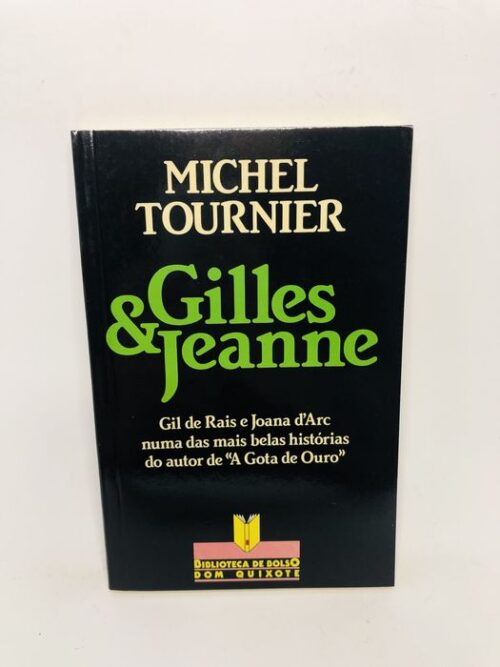 MICHEL
TOURNIER
Gilles
& Jeanne
Gil de Rais e Joana d'Arc
numa das mais belas histórias
do autor de "A Gota de Ouro"
BIBLIOTECA DE BOLSO
DOM QUIXOTE